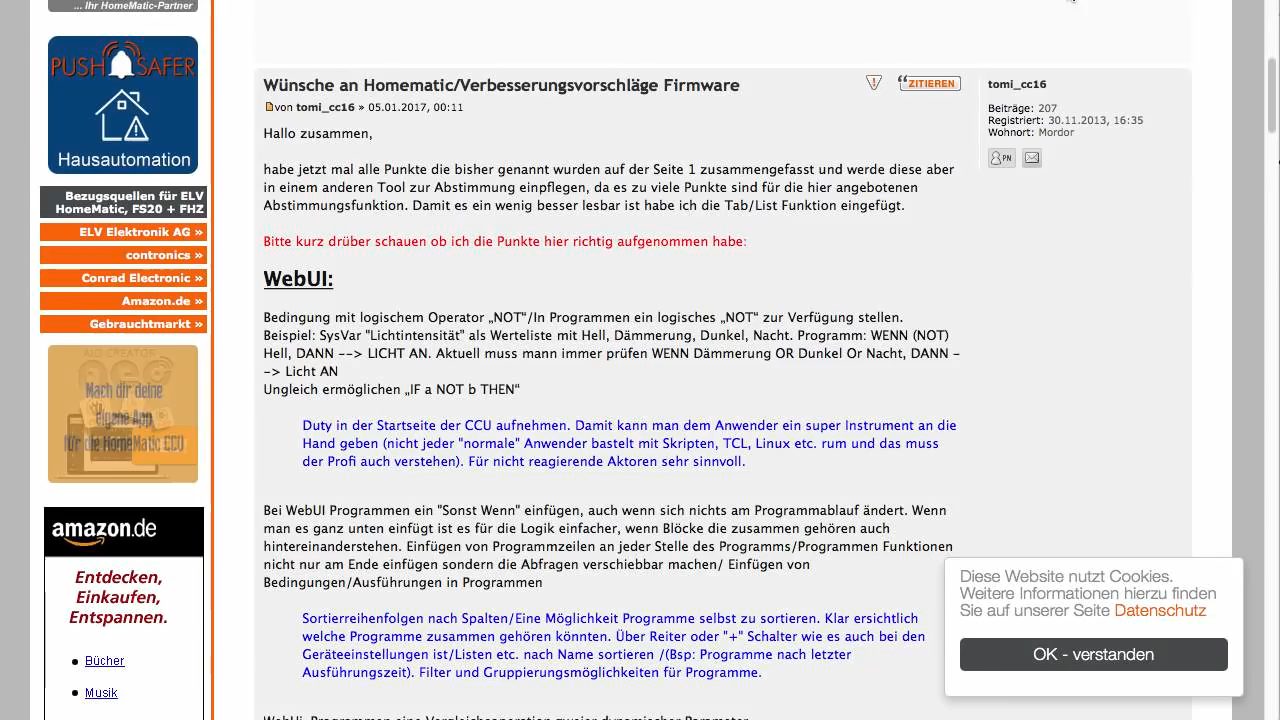 ... Ihr HomeMatic-Partner
PUSH SAFER
Hausautomation
Bezugsquellen für ELV
HomeMatic, FS20 + FHZ
ELV Elektronik AG »
contronics »
Conrad Electronic »
Amazon.de »
Gebrauchtmarkt »
Mach dir deine
eigene App
für die HomeMatic CCU
amazon.de
Entdecken,
Einkaufen,
Entspannen.
Bücher
Musik
Wünsche an Homematic/Verbesserungsvorschläge Firmware
von tomi_cc16 » 05.01.2017, 00:11
ZITIEREN
Hallo zusammen,
habe jetzt mal alle Punkte die bisher genannt wurden auf der Seite 1 zusammengefasst und werde diese aber
in einem anderen Tool zur Abstimmung einpflegen, da es zu viele Punkte sind für die hier angebotenen
Abstimmungsfunktion. Damit es ein wenig besser lesbar ist habe ich die Tab/List Funktion eingefügt.
Bitte kurz drüber schauen ob ich die Punkte hier richtig aufgenommen habe:
WebUI:
Bedingung mit logischem Operator „NOT"/In Programmen ein logisches „NOT“ zur Verfügung stellen.
Beispiel: SysVar "Lichtintensität" als Werteliste mit Hell, Dämmerung, Dunkel, Nacht. Programm: WENN (NOT)
Hell, DANN --> LICHT AN. Aktuell muss mann immer prüfen WENN Dämmerung OR Dunkel Or Nacht, DANN -
-> Licht AN
Ungleich ermöglichen „IF a NOT b THEN“
Duty in der Startseite der CCU aufnehmen. Damit kann man dem Anwender ein super Instrument an die
Hand geben (nicht jeder "normale" Anwender bastelt mit Skripten, TCL, Linux etc. rum und das muss
der Profi auch verstehen). Für nicht reagierende Aktoren sehr sinnvoll.
Bei WebUI Programmen ein "Sonst Wenn" einfügen, auch wenn sich nichts am Programmablauf ändert. Wenn
man es ganz unten einfügt ist es für die Logik einfacher, wenn Blöcke die zusammen gehören auch
hintereinanderstehen. Einfügen von Programmzeilen an jeder Stelle des Programms/Programmen Funktionen
nicht nur am Ende einfügen sondern die Abfragen verschiebbar machen/ Einfügen von
Bedingungen/Ausführungen in Programmen
Sortierreihenfolgen nach Spalten/Eine Möglichkeit Programme selbst zu sortieren. Klar ersichtlich
welche Programme zusammen gehören könnten. Über Reiter oder "+" Schalter wie es auch bei den
Geräteeinstellungen ist/Listen etc. nach Name sortieren /(Bsp: Programme nach letzter
Ausführungszeit). Filter und Gruppierungsmöglichkeiten für Programme.
WebUi: Programmen eine Vergleichsoperation zweier dynamischer Parameter
tomi_cc16
Beiträge: 207
Registriert: 30.11.2013, 16:35
Wohnort: Mordor
PN
Diese Website nutzt Cookies.
Weitere Informationen hierzu finden
Sie auf unserer Seite Datenschutz
OK - verstanden